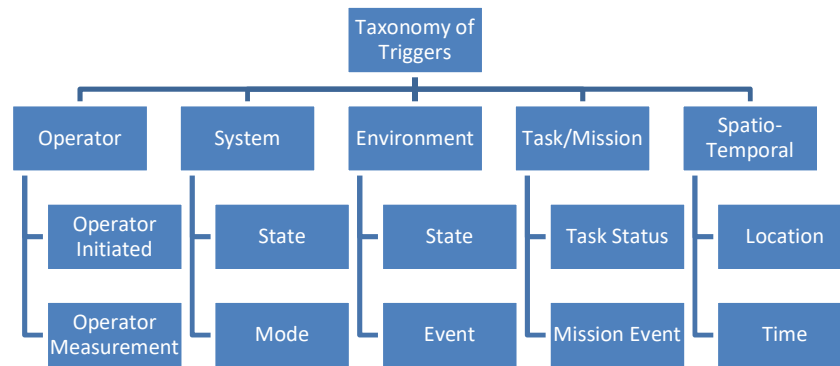 Taxonomy of
Triggers
Operator
System
Environment
Task/Mission
Spatio-
Temporal
Operator
Initiated
State
State
Task Status
Location
Operator
Measurement
Mode
Event
Mission Event
Time